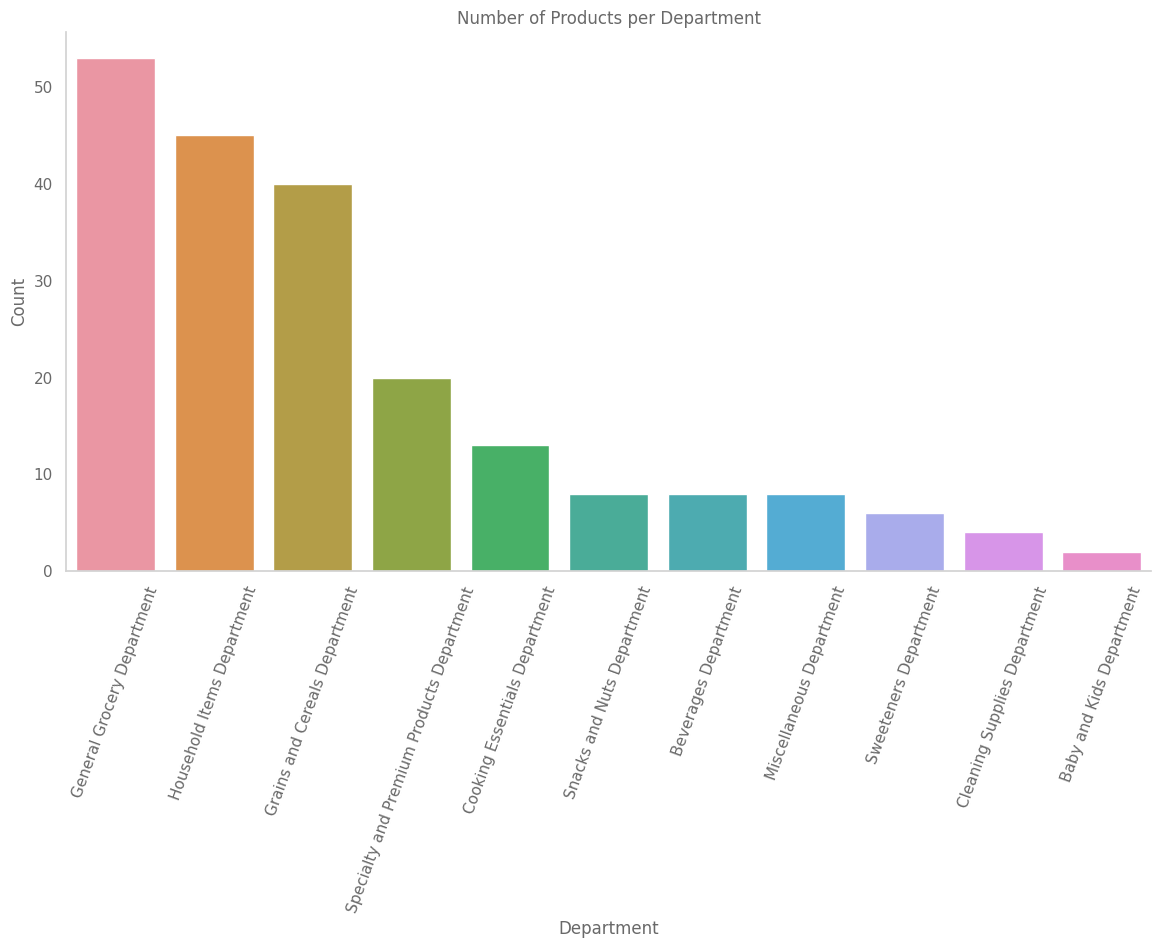 Number of Products per Department
Count
50
40
30
20
10
0
General Grocery Department
Household Items Department
Grains and Cereals Department
Specialty and Premium Products Department
Cooking Essentials Department
Snacks and Nuts Department
Beverages Department
Miscellaneous Department
Sweeteners Department
Cleaning Supplies Department
Baby and Kids Department
Department